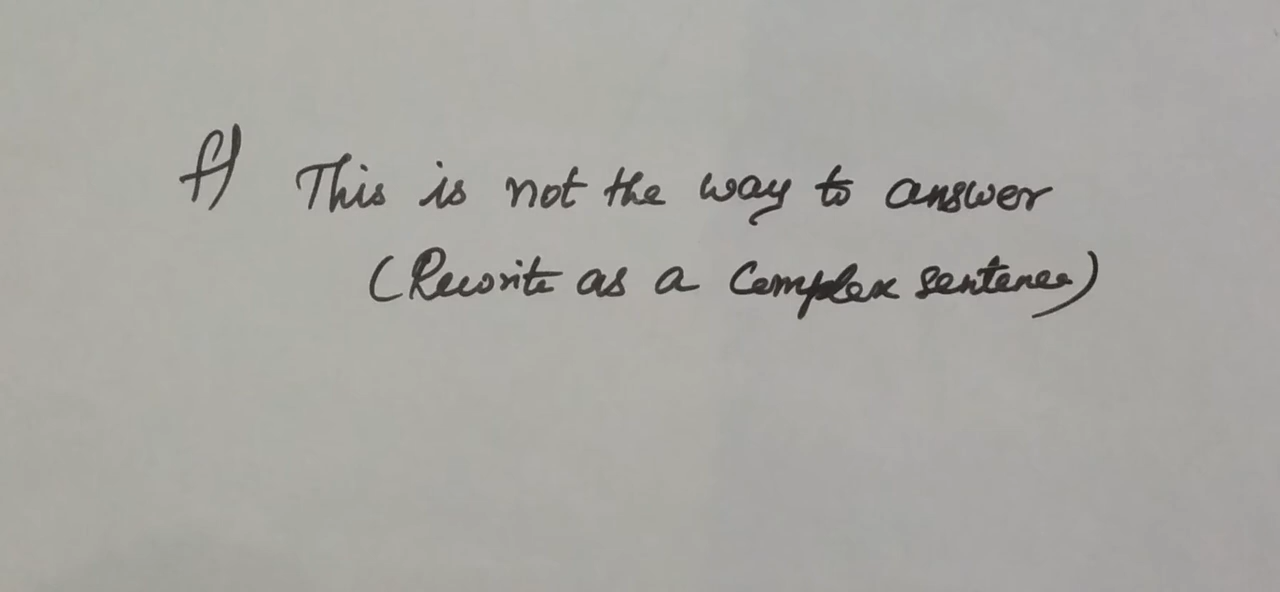 f) This is not the way to answer
(Rewrite as a Complex sentence)